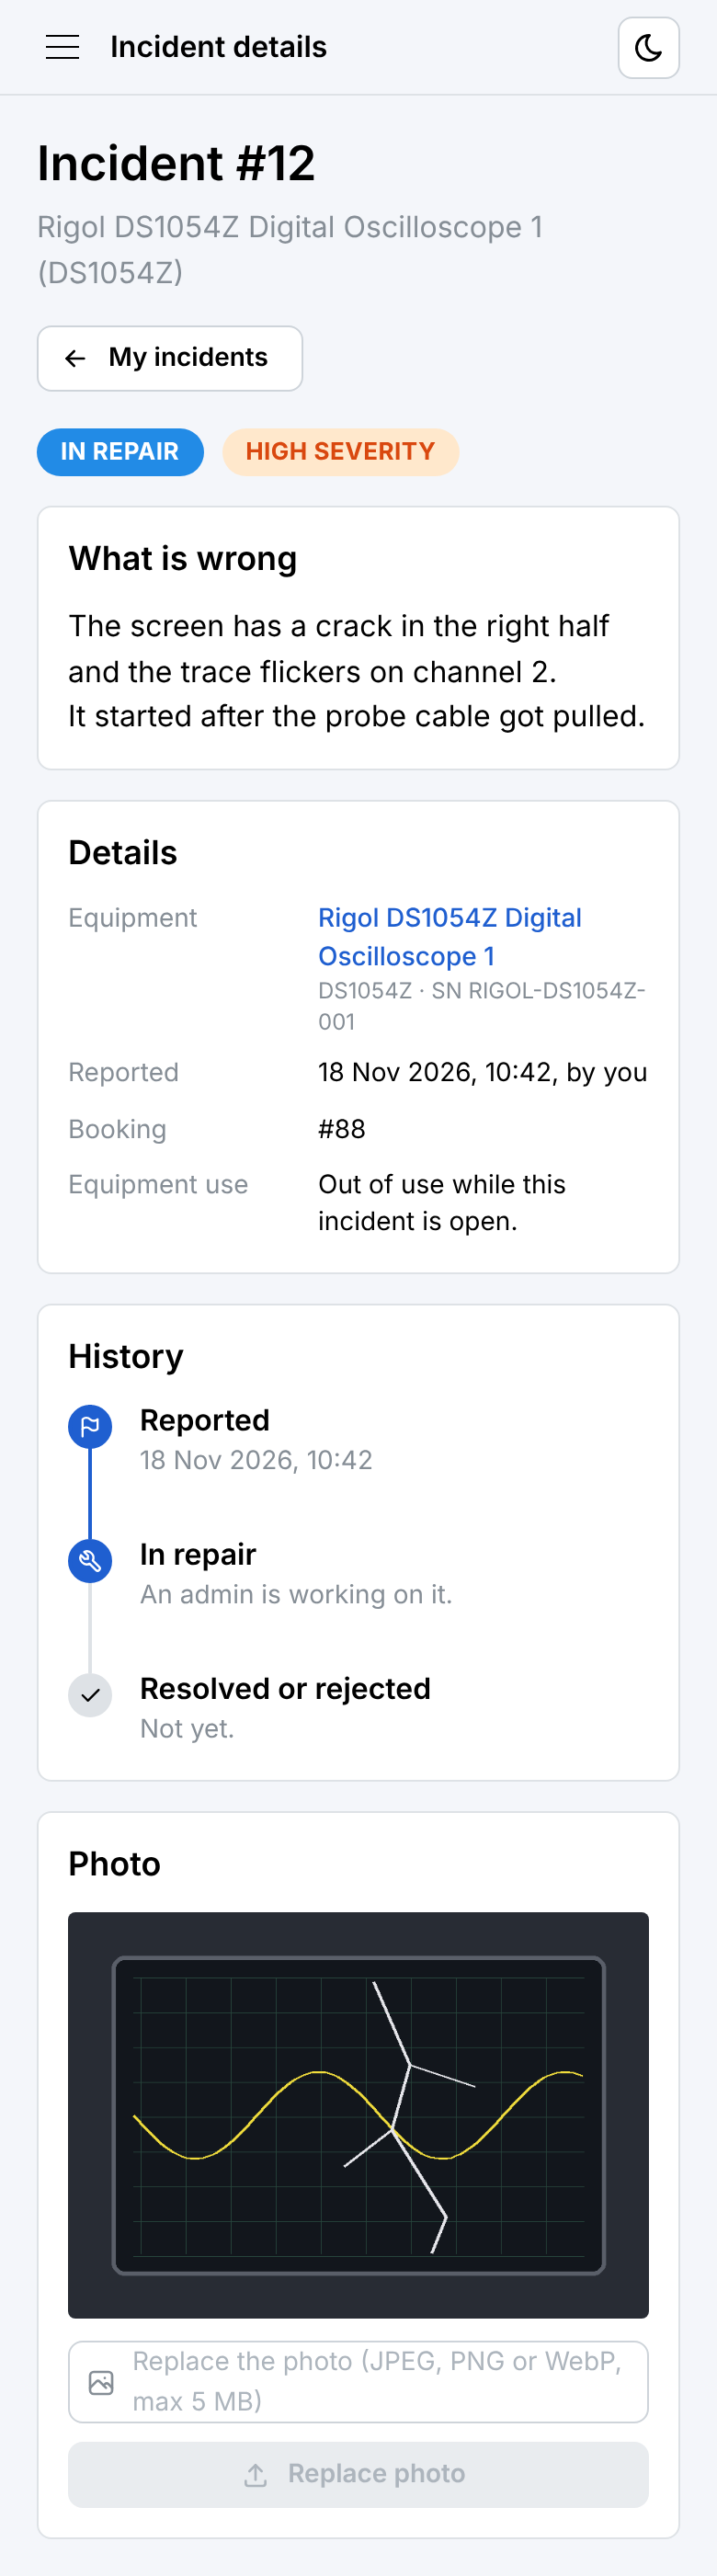 Incident details
Incident #12
Rigol DS1054Z Digital Oscilloscope 1
(DS1054Z)
My incidents
IN REPAIR
HIGH SEVERITY
What is wrong
The screen has a crack in the right half
and the trace flickers on channel 2.
It started after the probe cable got pulled.
Details
Equipment
Rigol DS1054Z Digital
Oscilloscope 1
DS1054Z · SN RIGOL-DS1054Z-
001
Reported
18 Nov 2026, 10:42, by you
Booking
#88
Equipment use
Out of use while this
incident is open.
History
Reported
18 Nov 2026, 10:42
In repair
An admin is working on it.
Resolved or rejected
Not yet.
Photo
Replace the photo (JPEG, PNG or WebP,
max 5 MB)
Replace photo